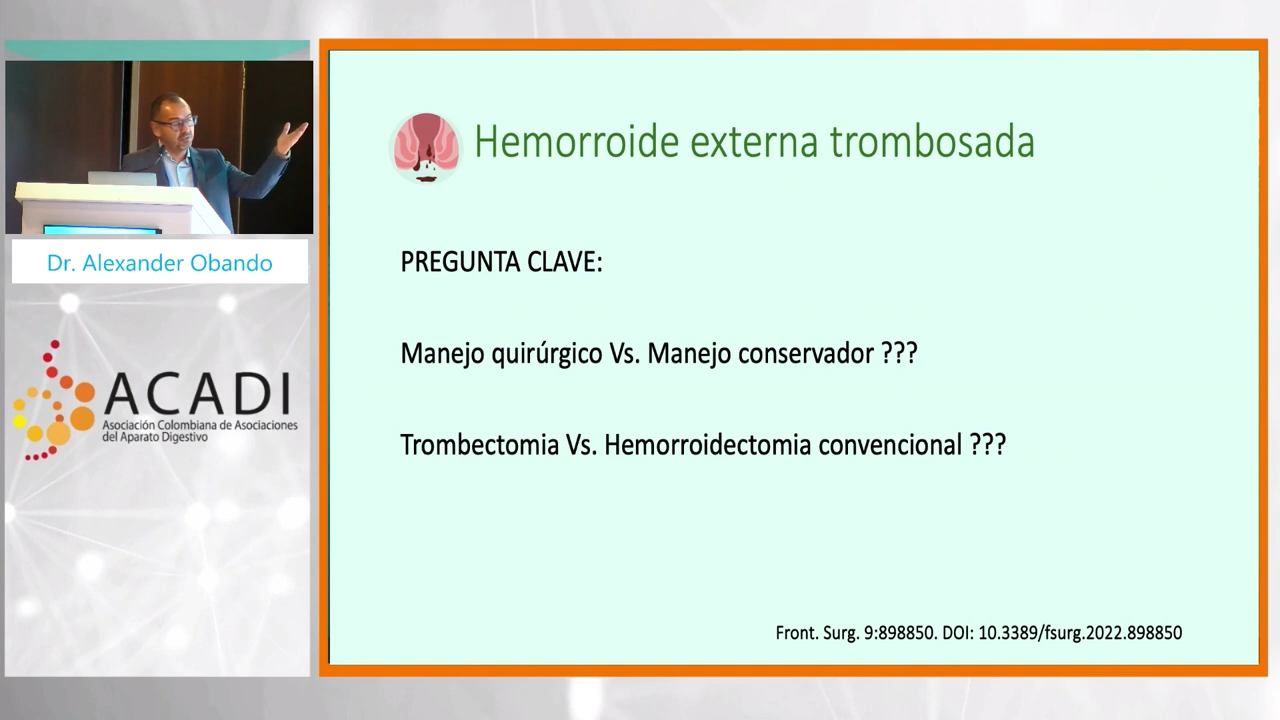 Dr. Alexander Obando
ACADI
Asociación Colombiana de Asociaciones
del Aparato Digestivo
Hemorroide externa trombosada
PREGUNTA CLAVE:
Manejo quirúrgico Vs. Manejo conservador ???
Trombectomia Vs. Hemorroidectomia convencional ???
Front. Surg. 9:898850. DOI: 10.3389/fsurg.2022.898850